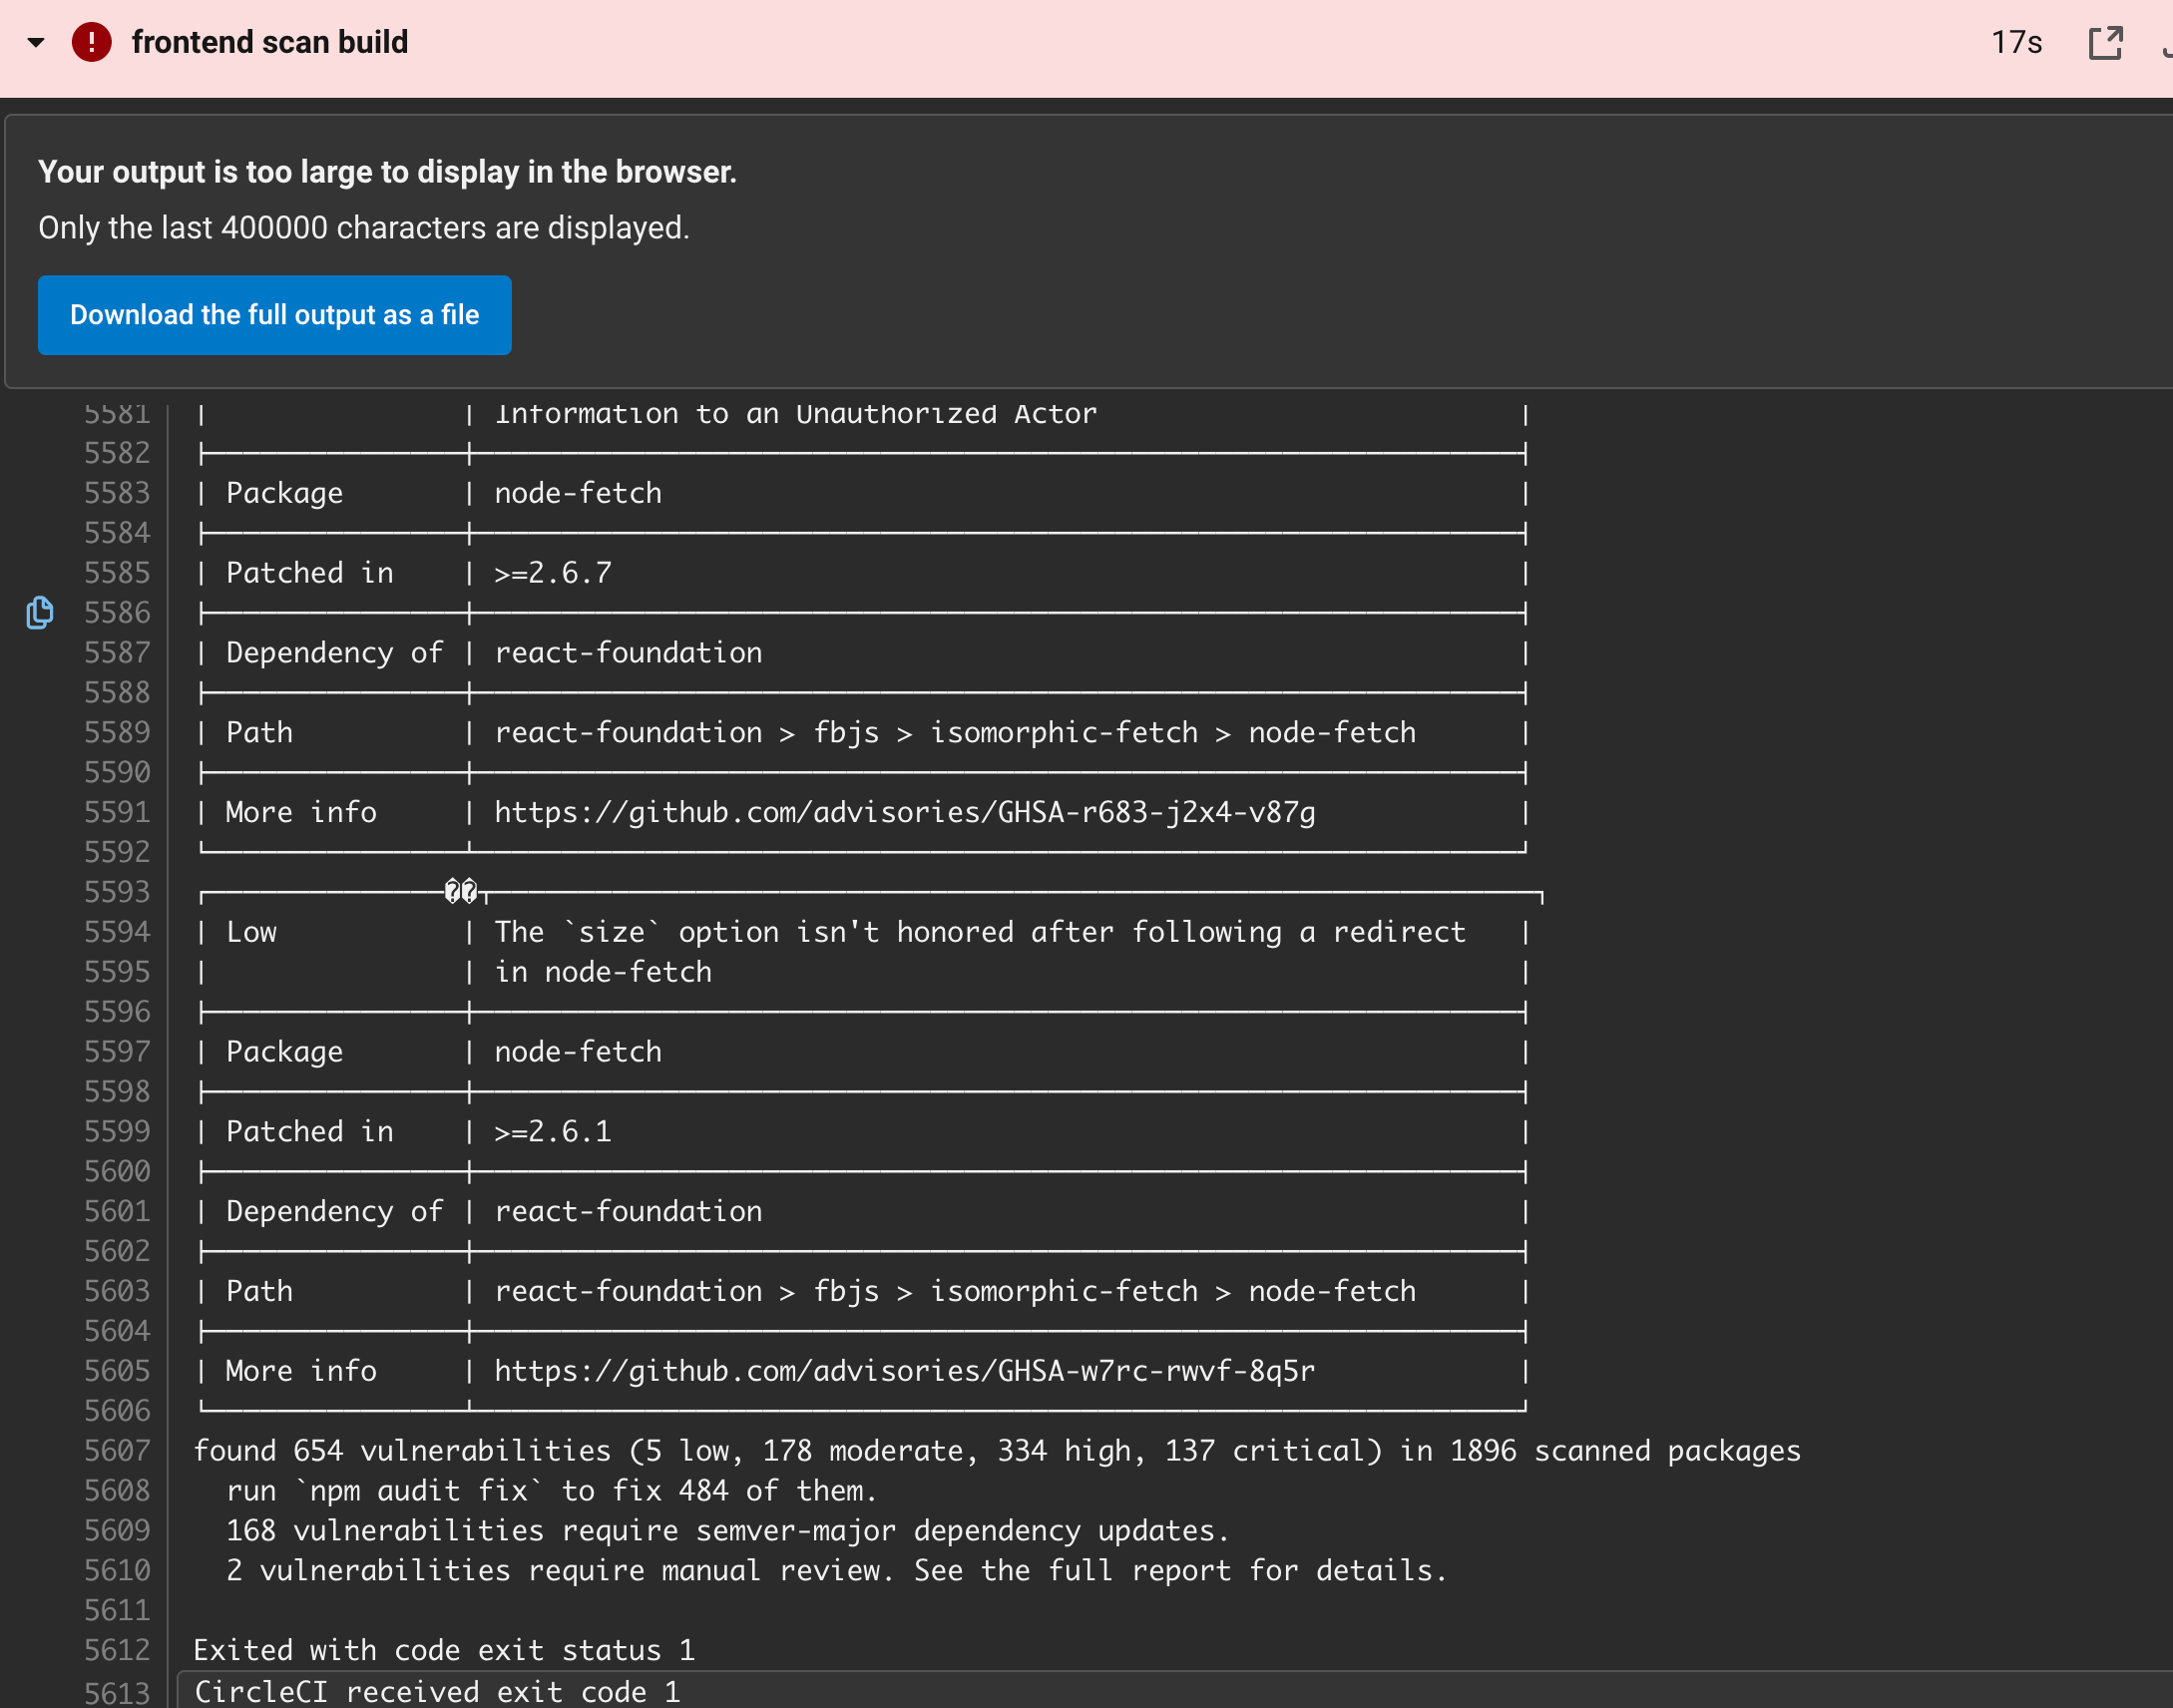 frontend scan build 17s
Your output is too large to display in the browser.
Only the last 400000 characters are displayed.
Download the full output as a file
5581 | | Information to an Unauthorized Actor |
5582
5583 | Package | node-fetch |
5584
5585 | Patched in | >=2.6.7 |
5586
5587 | Dependency of | react-foundation |
5588
5589 | Path | react-foundation > fbjs > isomorphic-fetch > node-fetch |
5590
5591 | More info | https://github.com/advisories/GHSA-r683-j2x4-v87g |
5592
5593 ��
5594 | Low | The `size` option isn't honored after following a redirect |
5595 | | in node-fetch |
5596
5597 | Package | node-fetch |
5598
5599 | Patched in | >=2.6.1 |
5600
5601 | Dependency of | react-foundation |
5602
5603 | Path | react-foundation > fbjs > isomorphic-fetch > node-fetch |
5604
5605 | More info | https://github.com/advisories/GHSA-w7rc-rwvf-8q5r |
5606
5607 found 654 vulnerabilities (5 low, 178 moderate, 334 high, 137 critical) in 1896 scanned packages
5608 run `npm audit fix` to fix 484 of them.
5609 168 vulnerabilities require semver-major dependency updates.
5610 2 vulnerabilities require manual review. See the full report for details.
5611
5612 Exited with code exit status 1
5613 CircleCI received exit code 1